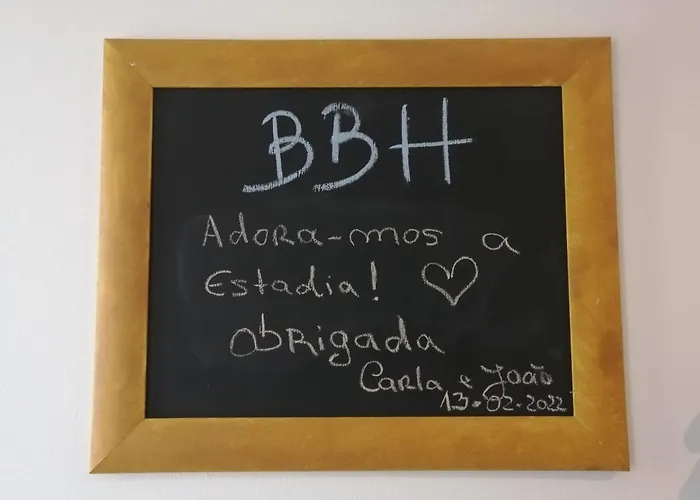 BBH
Adora-mos a
Estadia! ♡
Obrigada
Carla e João
13-02-2022